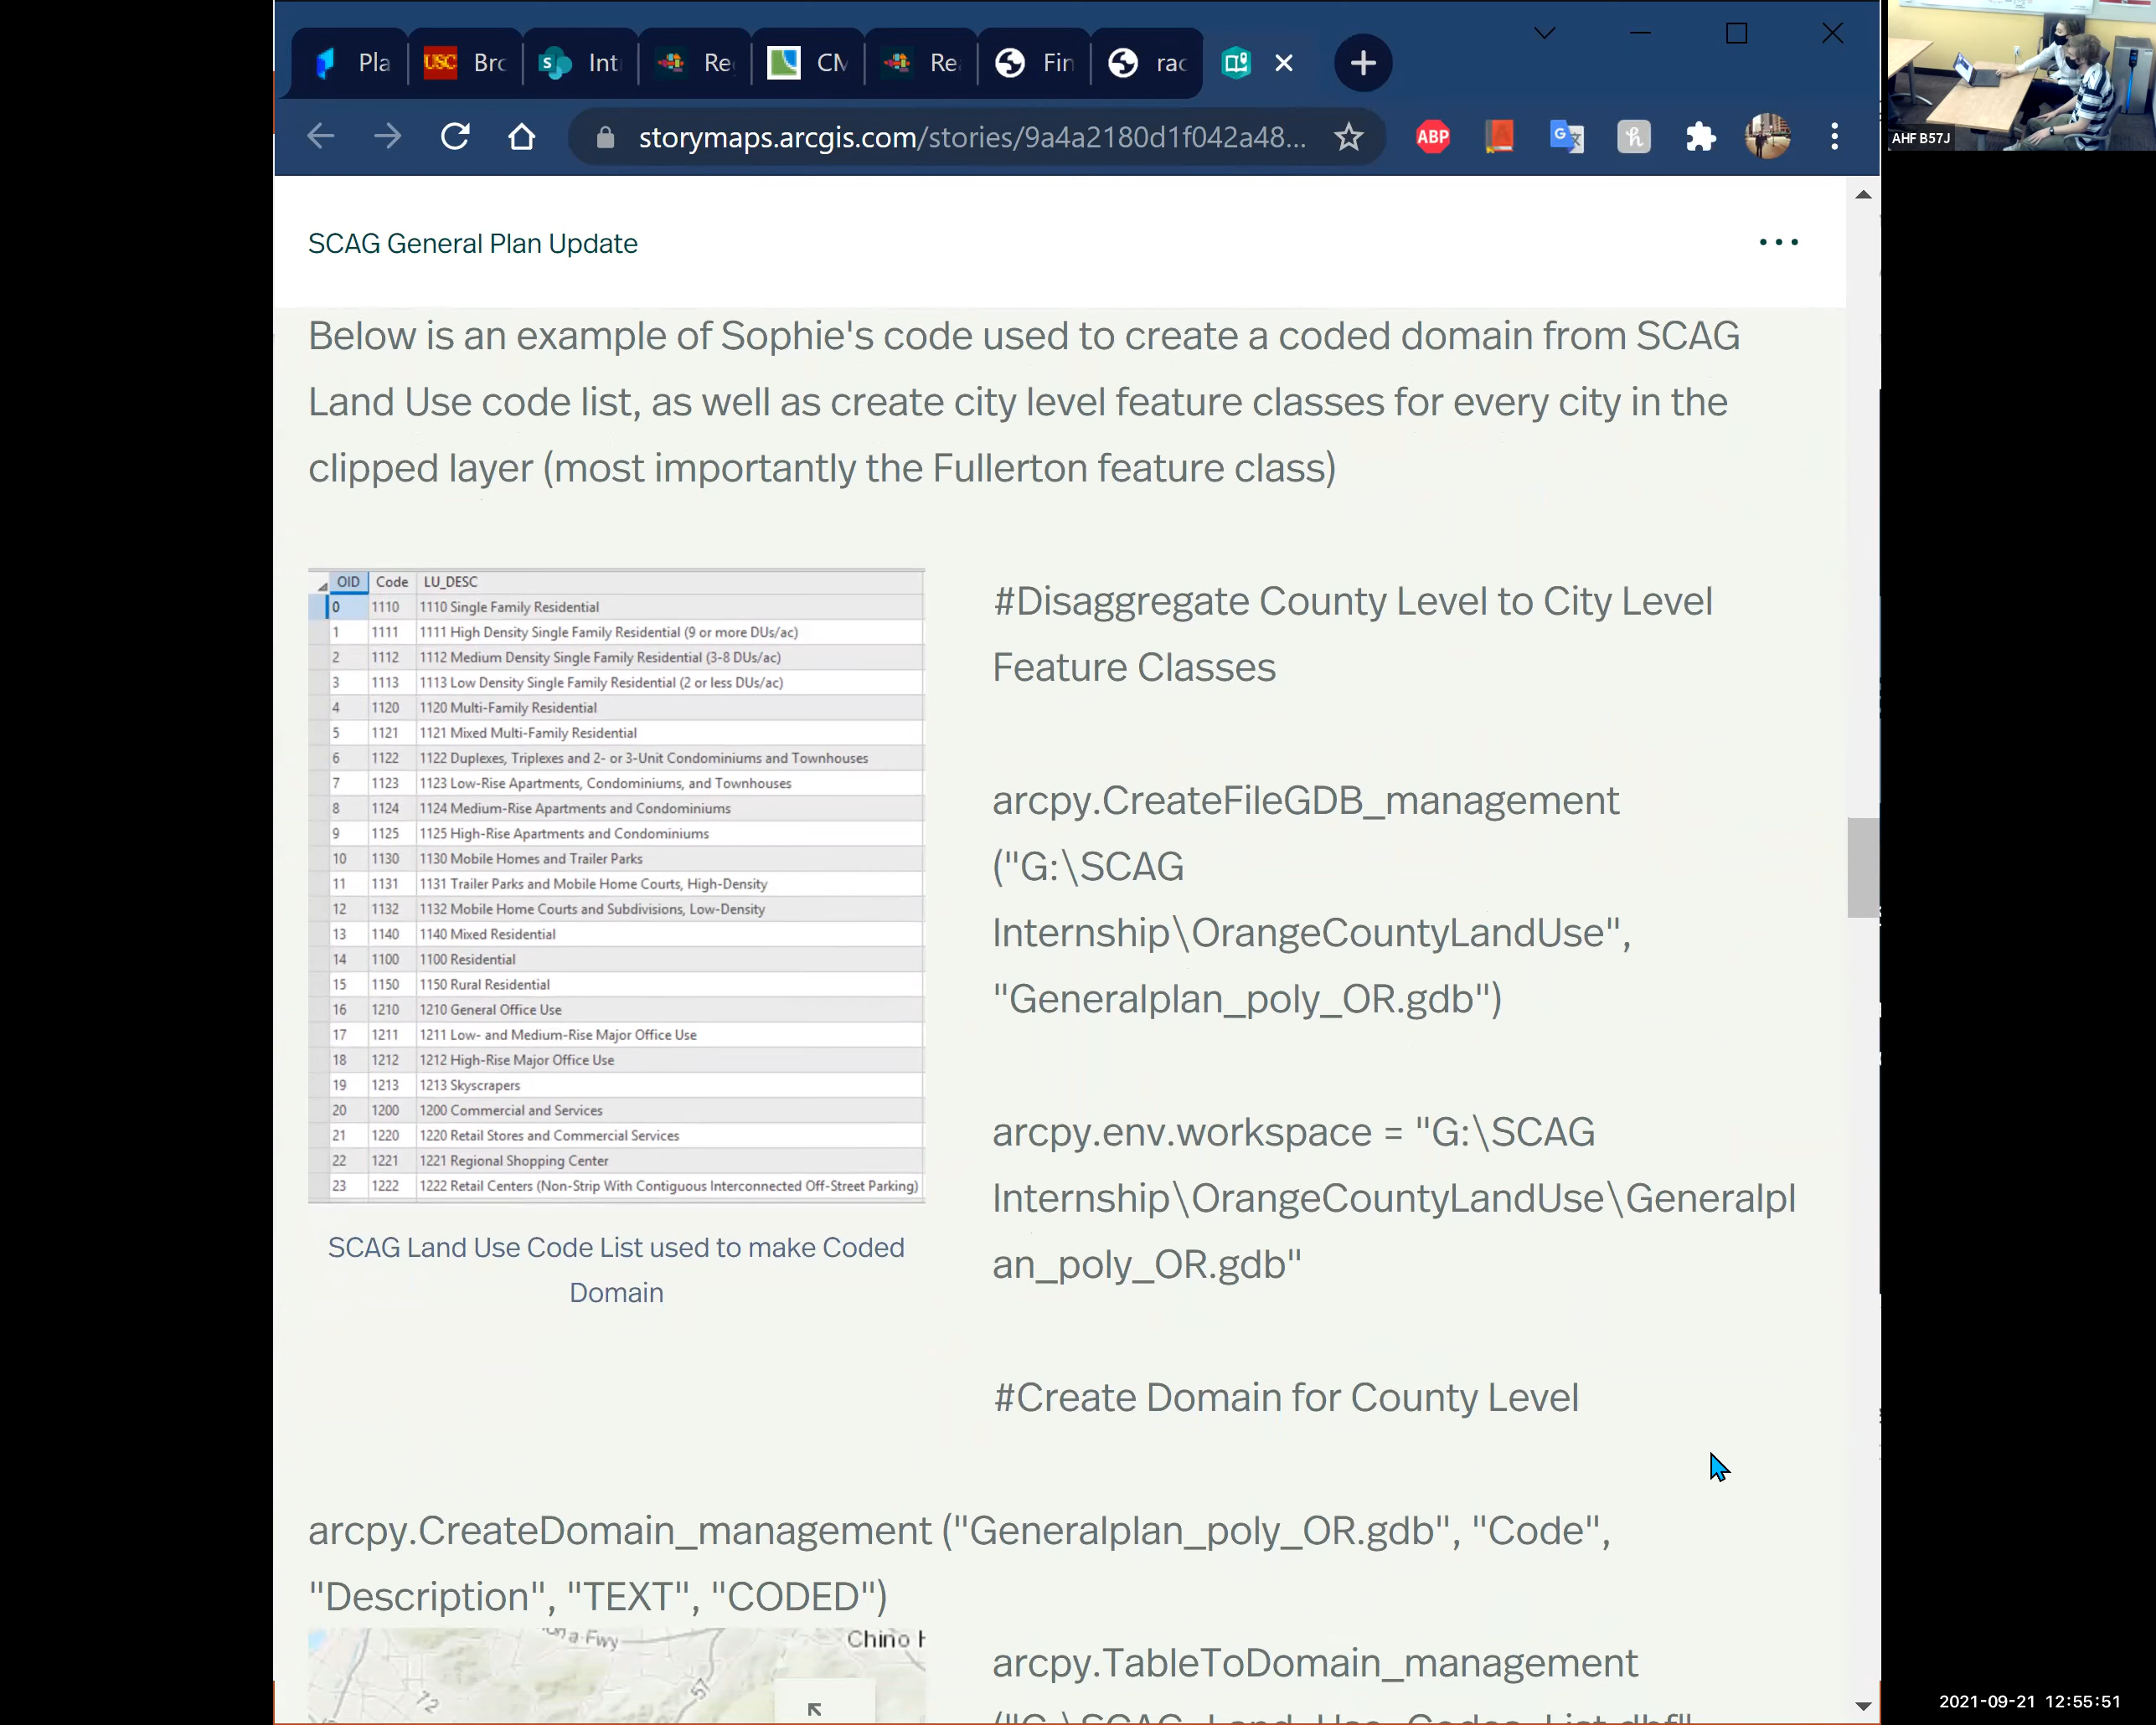 Pla
USC Brc
S Int
Re
CM
Re
Fin
rac
storymaps.arcgis.com/stories/9a4a2180d1f042a48...
ABP
G
h
AHF B57J
SCAG General Plan Update
Below is an example of Sophie's code used to create a coded domain from SCAG
Land Use code list, as well as create city level feature classes for every city in the
clipped layer (most importantly the Fullerton feature class)
OID Code LU_DESC
0 1110 1110 Single Family Residential
1 1111 1111 High Density Single Family Residential (9 or more DUs/ac)
2 1112 1112 Medium Density Single Family Residential (3-8 DUs/ac)
3 1113 1113 Low Density Single Family Residential (2 or less DUs/ac)
4 1120 1120 Multi-Family Residential
5 1121 1121 Mixed Multi-Family Residential
6 1122 1122 Duplexes, Triplexes and 2- or 3-Unit Condominiums and Townhouses
7 1123 1123 Low-Rise Apartments, Condominiums, and Townhouses
8 1124 1124 Medium-Rise Apartments and Condominiums
9 1125 1125 High-Rise Apartments and Condominiums
10 1130 1130 Mobile Homes and Trailer Parks
11 1131 1131 Trailer Parks and Mobile Home Courts, High-Density
12 1132 1132 Mobile Home Courts and Subdivisions, Low-Density
13 1140 1140 Mixed Residential
14 1100 1100 Residential
15 1150 1150 Rural Residential
16 1210 1210 General Office Use
17 1211 1211 Low- and Medium-Rise Major Office Use
18 1212 1212 High-Rise Major Office Use
19 1213 1213 Skyscrapers
20 1200 1200 Commercial and Services
21 1220 1220 Retail Stores and Commercial Services
22 1221 1221 Regional Shopping Center
23 1222 1222 Retail Centers (Non-Strip With Contiguous Interconnected Off-Street Parking)
SCAG Land Use Code List used to make Coded
Domain
#Disaggregate County Level to City Level
Feature Classes
arcpy.CreateFileGDB_management
("G:\SCAG
Internship\OrangeCountyLandUse",
"Generalplan_poly_OR.gdb")
arcpy.env.workspace = "G:\SCAG
Internship\OrangeCountyLandUse\Generalpl
an_poly_OR.gdb"
#Create Domain for County Level
arcpy.CreateDomain_management ("Generalplan_poly_OR.gdb", "Code",
"Description", "TEXT", "CODED")
Fwy
Chino H
57
72
arcpy.TableToDomain_management
("G:\SCAG_Land_Use_Codes_List.dbf"
2021-09-21 12:55:51